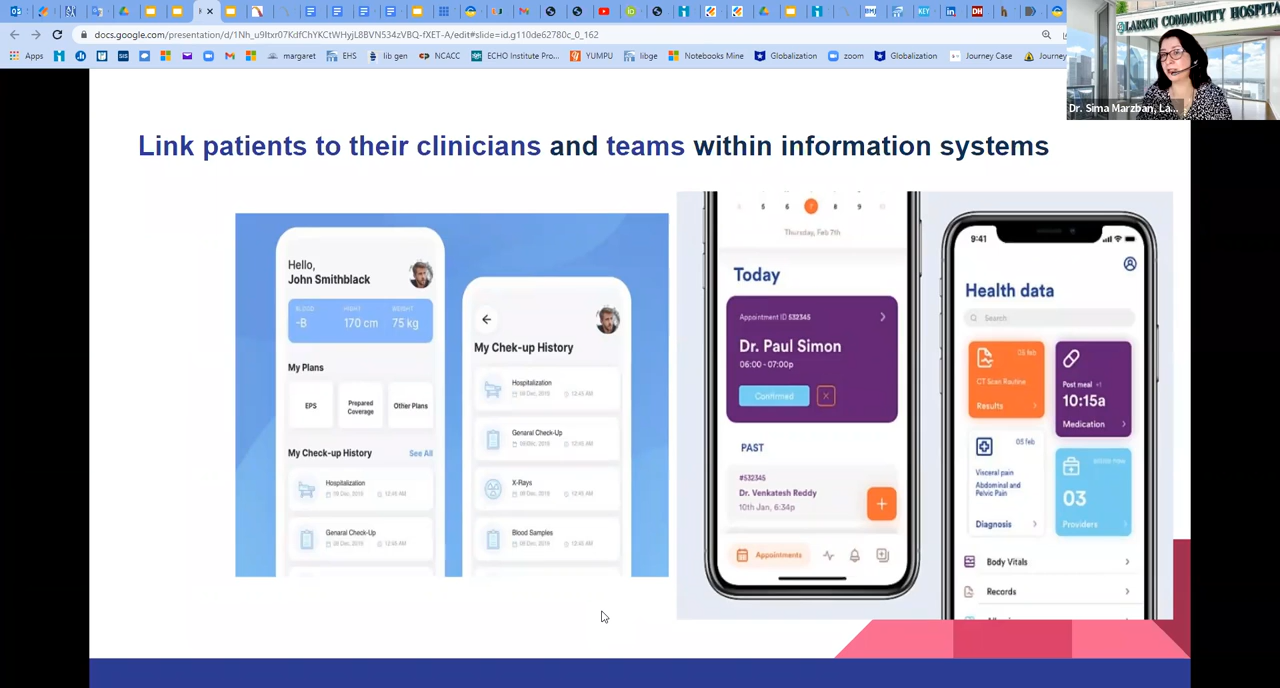 docs.google.com/presentation/d/1Nh_u9Itxr07KdfChYKCtWHyjL8BVN534zVBQ-5LET-A/edit#slide=id.g110de62780c_0_162
Apps
margaret
EHS
lib gen
NCACC
ECHO Institute Pro...
YUMPU
libge
Notebooks Mine
Globalization
zoom
Globalization
Journey Case
Journey
LARKIN COMMUNITY HOSPITA
Dr. Sima Marzban, La...
Link patients to their clinicians and teams within information systems
Hello,
John Smithblack
-B 170 cm 75 kg
My Plans
EPS
Prepared
Coverage
Other Plans
My Check-up History See All
Hospitalization
Genaral Check-Up
My Chek-up History
Hospitalization
Genaral Check-Up
X-Rays
Blood Samples
5 6 7 8 9
Thursday, Feb 7th
Today
Appointment ID 532345
Dr. Paul Simon
06:00 - 07:00p
Confirmed X
PAST
#532345
Dr. Venkatesh Reddy
10th Jan, 6:34p
+
Appointments
9:41
Health data
Search
05 feb
CT Scan Routine
Results
Post meal +1
10:15a
Medication
05 feb
Visceral pain
Abdominal and
Pelvic Pain
Diagnosis
03
Providers
Body Vitals
Records